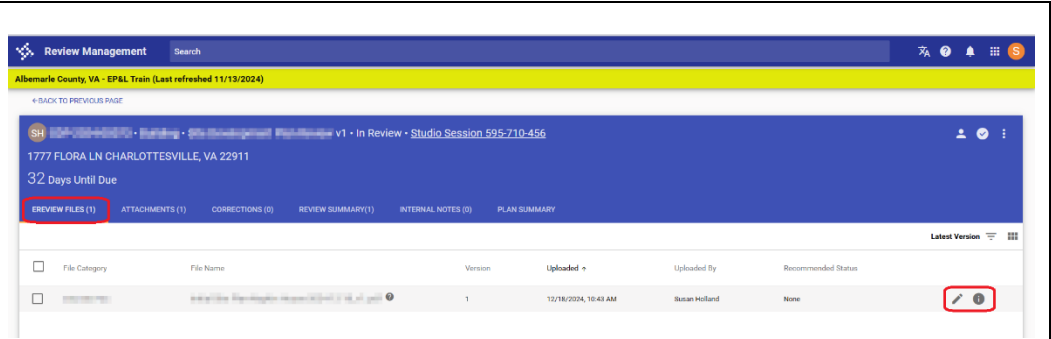 Review Management Search S
Albemarle County, VA - EP&L Train (Last refreshed 11/13/2024)
←BACK TO PREVIOUS PAGE
SH v1 • In Review • Studio Session 595-710-456
1777 FLORA LN CHARLOTTESVILLE, VA 22911
32 Days Until Due
EREVIEW FILES (1) ATTACHMENTS (1) CORRECTIONS (0) REVIEW SUMMARY(1) INTERNAL NOTES (0) PLAN SUMMARY
Latest Version
File Category File Name Version Uploaded ↑ Uploaded By Recommended Status
1 12/18/2024, 10:43 AM Susan Holland None